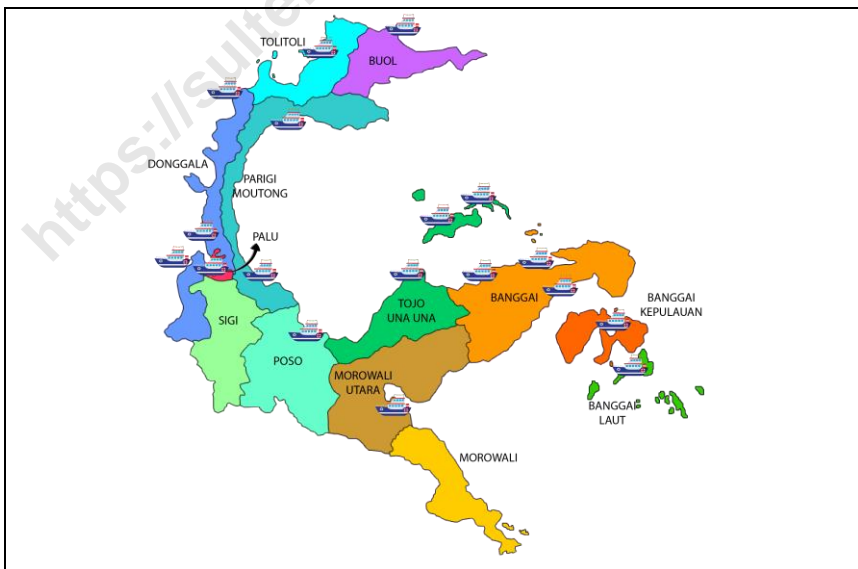 TOLITOLI
BUOL
DONGGALA
PARIGI
MOUTONG
PALU
SIGI
POSO
TOJO
UNA UNA
BANGGAI
BANGGAI
KEPULAUAN
MOROWALI
UTARA
BANGGAI
LAUT
MOROWALI
https://sulte